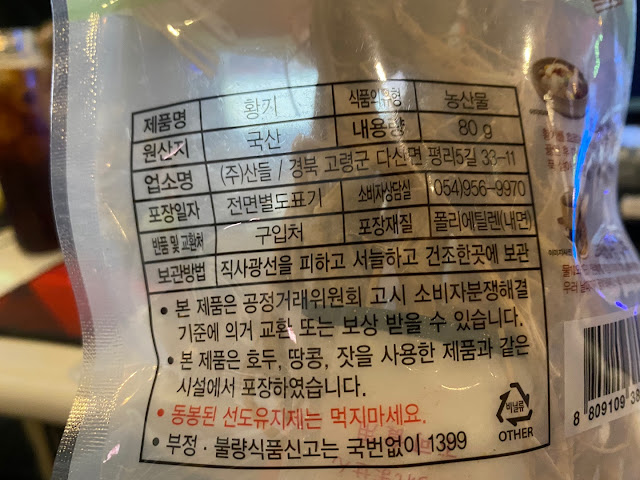 제품명 황기 식품의유형 농산물
원산지 국산 내용량 80 g
업소명 (주)산들 / 경북 고령군 다산면 평리5길 33-11
포장일자 전면별도표기 소비자상담실 054)956-9970
반품 및 교환처 구입처 포장재질 폴리에틸렌(내면)
보관방법 직사광선을 피하고 서늘하고 건조한곳에 보관
• 본 제품은 공정거래위원회 고시 소비자분쟁해결
기준에 의거 교환 또는 보상 받을 수 있습니다.
• 본 제품은 호두, 땅콩, 잣을 사용한 제품과 같은
시설에서 포장하였습니다.
• 동봉된 선도유지제는 먹지마세요.
• 부정 · 불량식품신고는 국번없이 1399
비닐류
OTHER
8 809109